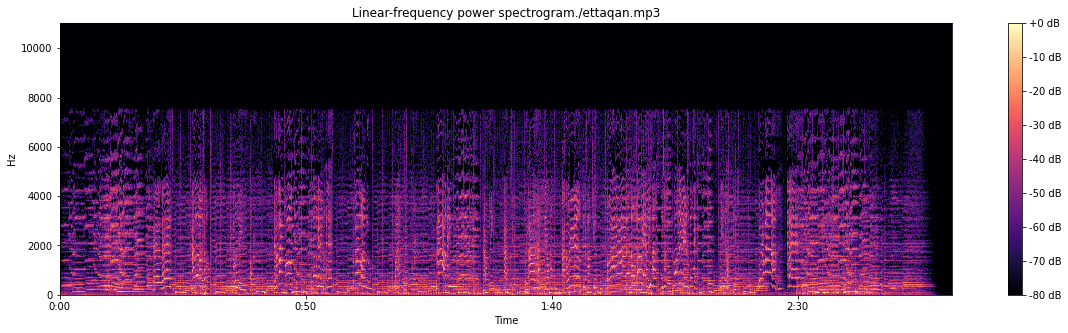 Linear-frequency power spectrogram./ettaqan.mp3
10000
8000
6000
4000
2000
0
Hz
0:00
0:50
1:40
2:30
Time
+0 dB
-10 dB
-20 dB
-30 dB
-40 dB
-50 dB
-60 dB
-70 dB
-80 dB